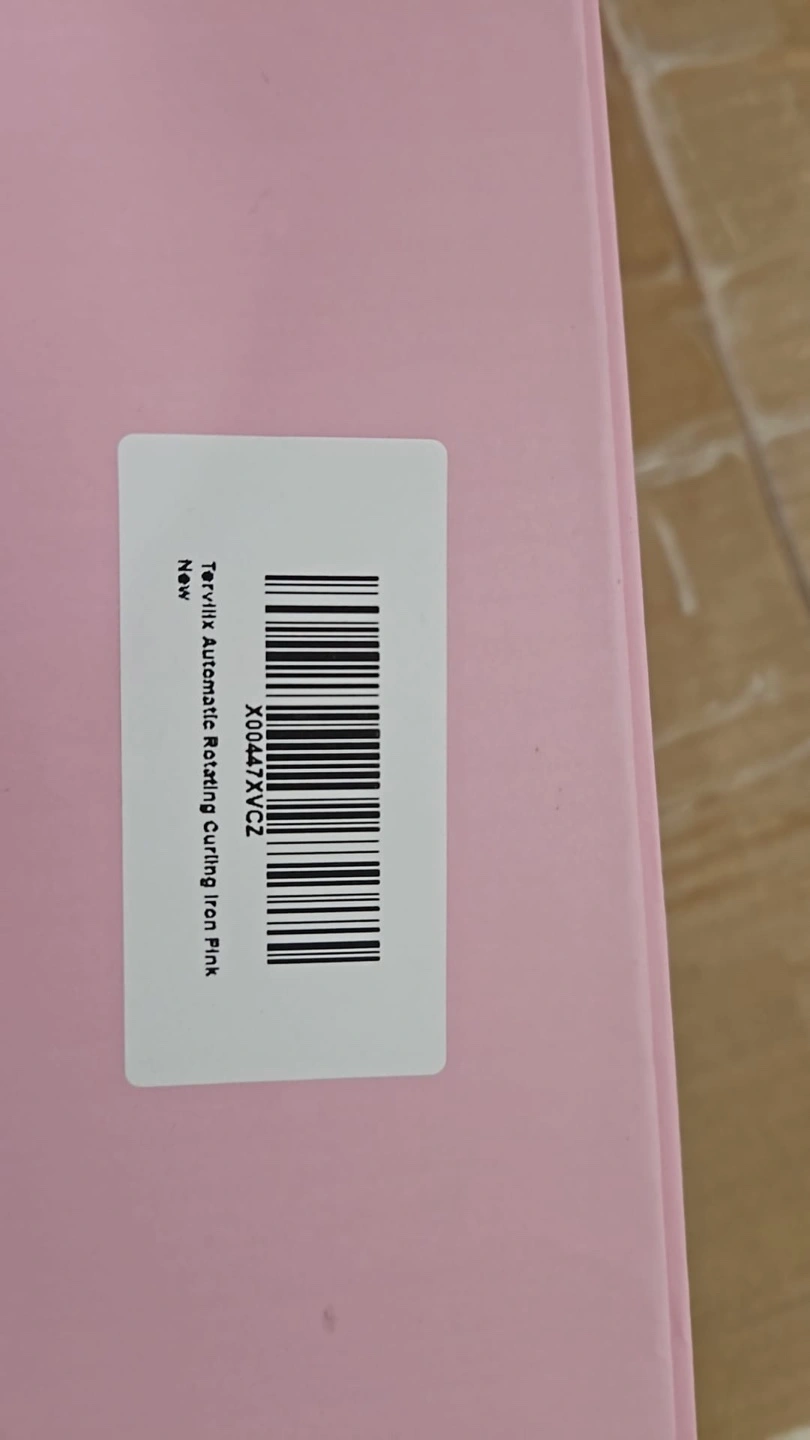 X00447XVCZ
Tervilix Automatic Rotating Curling Iron Pink
New